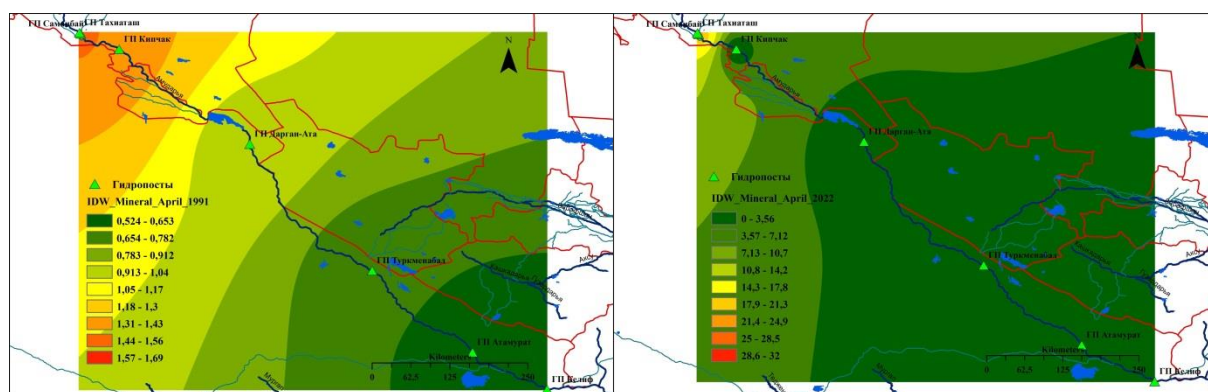 ГП Саманбай
ГП Тахиаташ
ГП Кипчак
N
Амударья
ГП Дарган-Ата
Гидропосты
IDW_Mineral_April_1991
0,524 - 0,653
0,654 - 0,782
0,783 - 0,912
0,913 - 1,04
1,05 - 1,17
1,18 - 1,3
1,31 - 1,43
1,44 - 1,56
1,57 - 1,69
ГП Туркменабад
ГП Атамурат
Kilometers
0 62,5 125 250
ГП Келиф
ГП Саманбай
ГП Тахиаташ
ГП Кипчак
N
Амударья
ГП Дарган-Ата
Гидропосты
IDW_Mineral_April_2022
0 - 3,56
3,57 - 7,12
7,13 - 10,7
10,8 - 14,2
14,3 - 17,8
17,9 - 21,3
21,4 - 24,9
25 - 28,5
28,6 - 32
ГП Туркменабад
ГП Атамурат
Kilometers
0 62,5 125 250
ГП Келиф